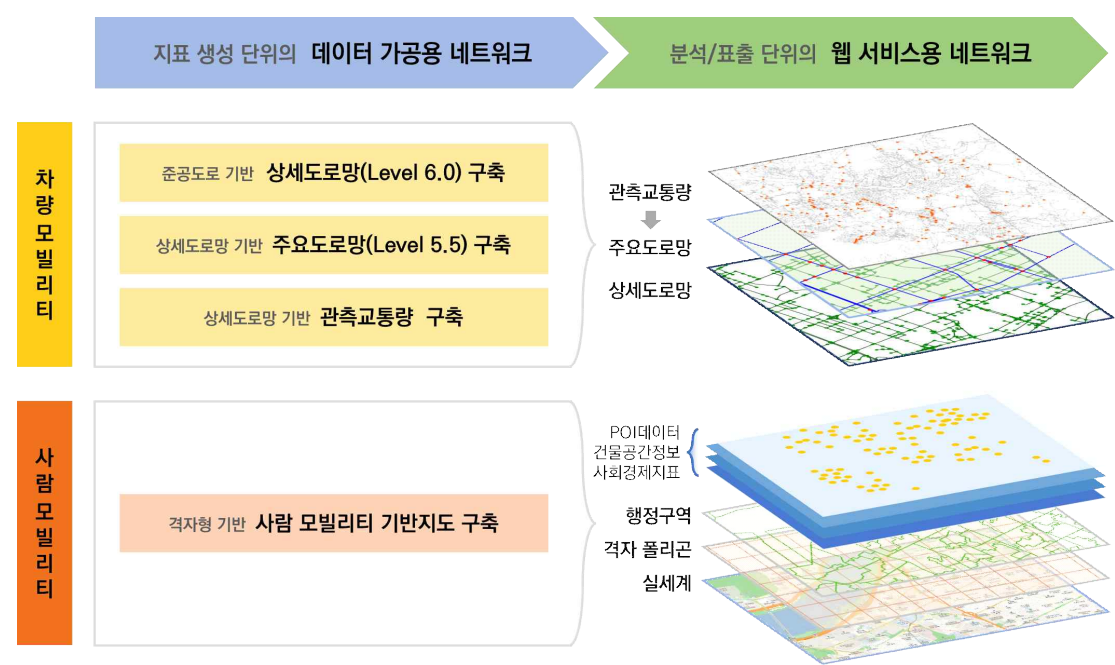 지표 생성 단위의 데이터 가공용 네트워크
분석/표출 단위의 웹 서비스용 네트워크
차량모빌리티
준공도로 기반 상세도로망(Level 6.0) 구축
상세도로망 기반 주요도로망(Level 5.5) 구축
상세도로망 기반 관측교통량 구축
관측교통량
주요도로망
상세도로망
사람모빌리티
격자형 기반 사람 모빌리티 기반지도 구축
POI데이터
건물공간정보
사회경제지표
행정구역
격자 폴리곤
실세계